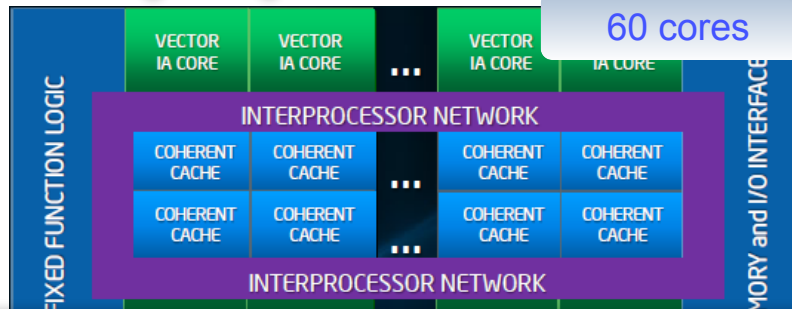 60 cores
VECTOR
IA CORE
VECTOR
IA CORE
...
VECTOR
IA CORE
IA CORE
FIXED FUNCTION LOGIC
INTERPROCESSOR NETWORK
COHERENT
CACHE
COHERENT
CACHE
...
COHERENT
CACHE
COHERENT
CACHE
COHERENT
CACHE
COHERENT
CACHE
...
COHERENT
CACHE
COHERENT
CACHE
INTERPROCESSOR NETWORK
MORY and I/O INTERFACE